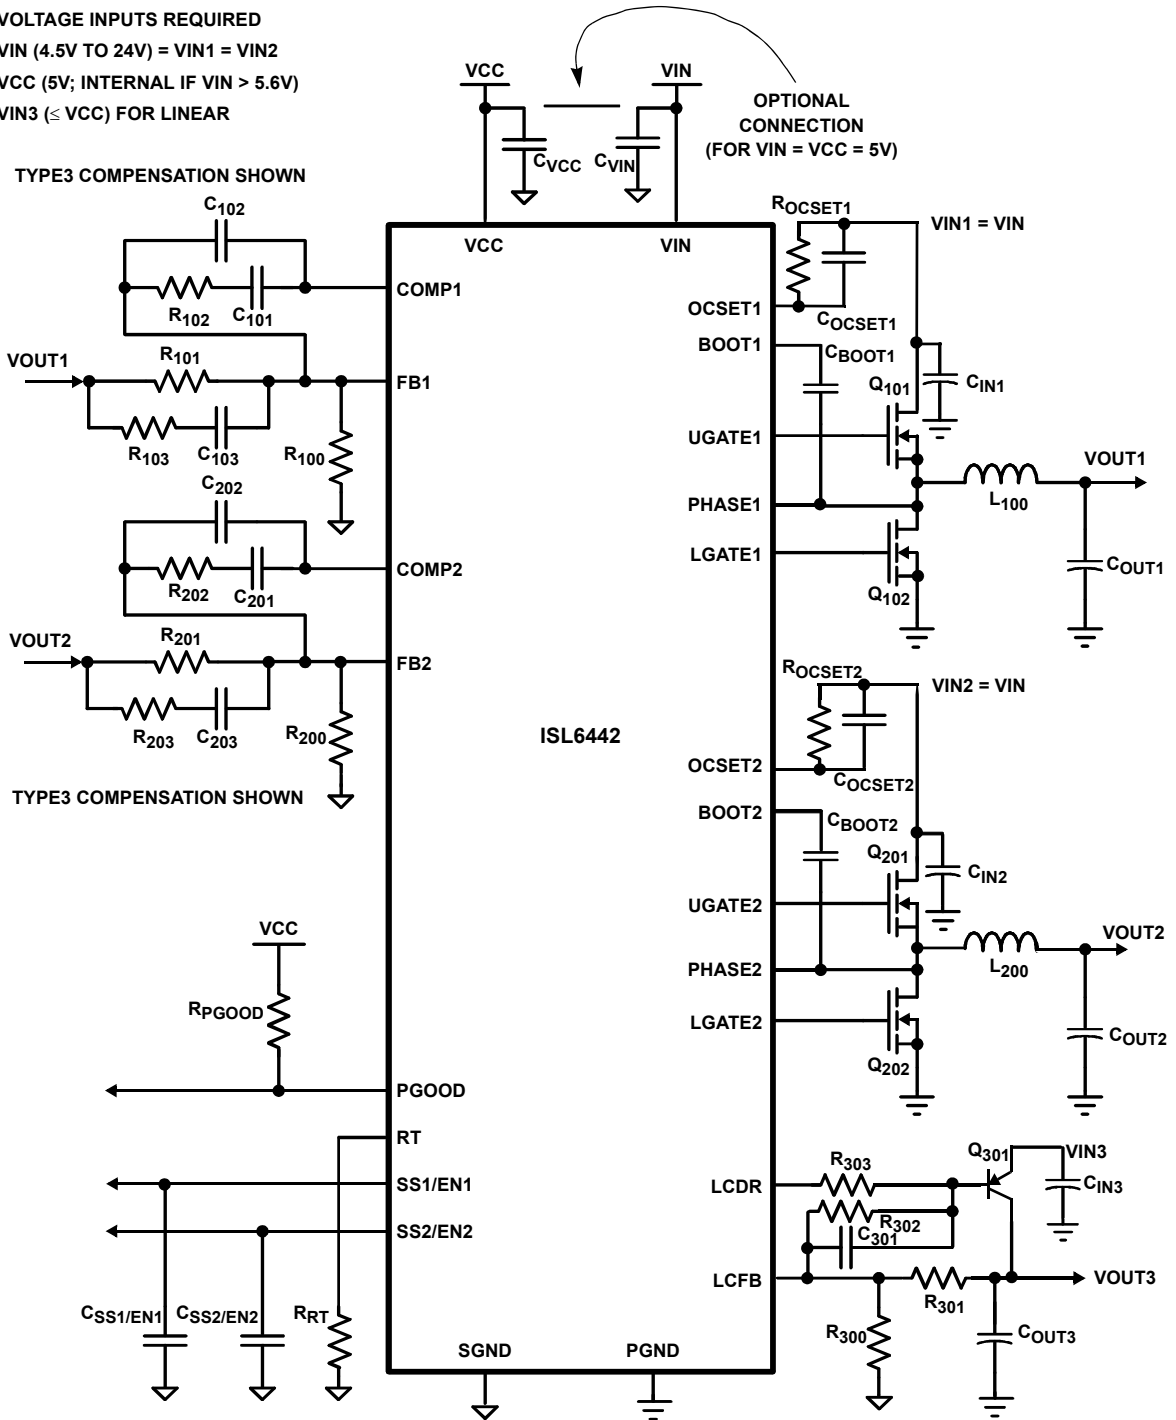 VOLTAGE INPUTS REQUIRED
VIN (4.5V TO 24V) = VIN1 = VIN2
VCC (5V; INTERNAL IF VIN > 5.6V)
VIN3 (≤ VCC) FOR LINEAR
VCC
VIN
OPTIONAL
CONNECTION
(FOR VIN = VCC = 5V)
CVCC
CVIN
TYPE3 COMPENSATION SHOWN
C102
R102
C101
VOUT1
R101
R103
C103
R100
C202
R202
C201
VOUT2
R201
R203
C203
R200
TYPE3 COMPENSATION SHOWN
VCC
RPGOOD
CSS1/EN1
CSS2/EN2
RRT
VCC
VIN
COMP1
FB1
COMP2
FB2
ISL6442
PGOOD
RT
SS1/EN1
SS2/EN2
SGND
PGND
OCSET1
BOOT1
UGATE1
PHASE1
LGATE1
OCSET2
BOOT2
UGATE2
PHASE2
LGATE2
LCDR
LCFB
ROCSET1
VIN1 = VIN
COCSET1
CBOOT1
Q101
CIN1
VOUT1
L100
Q102
COUT1
ROCSET2
VIN2 = VIN
COCSET2
CBOOT2
Q201
CIN2
VOUT2
L200
Q202
COUT2
Q301
VIN3
R303
CIN3
R302
C301
VOUT3
R301
R300
COUT3